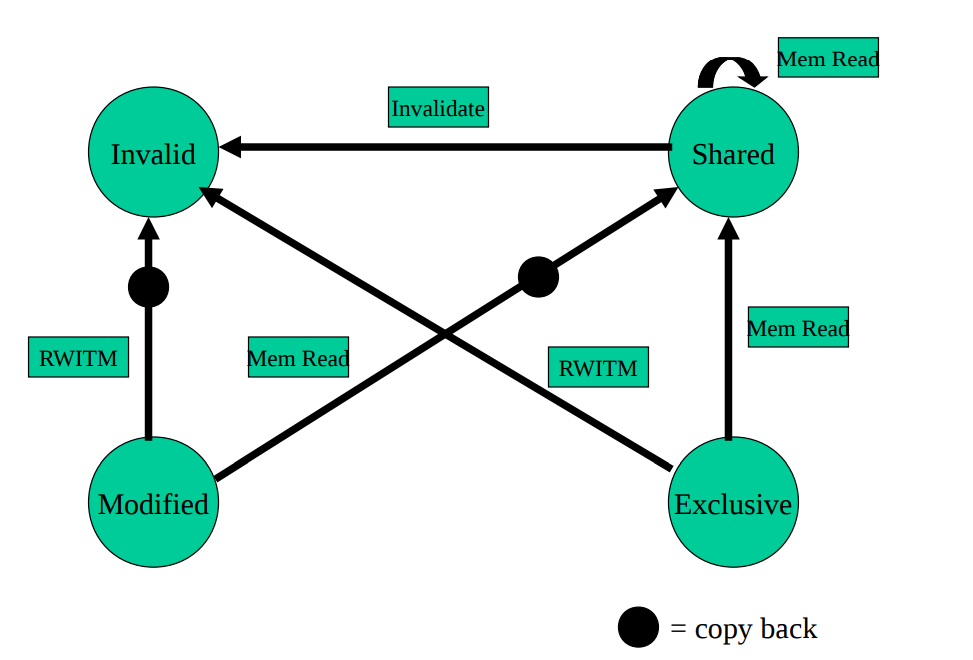 Mem Read
Invalidate
Invalid
Shared
Mem Read
RWITM
Mem Read
RWITM
Modified
Exclusive
= copy back